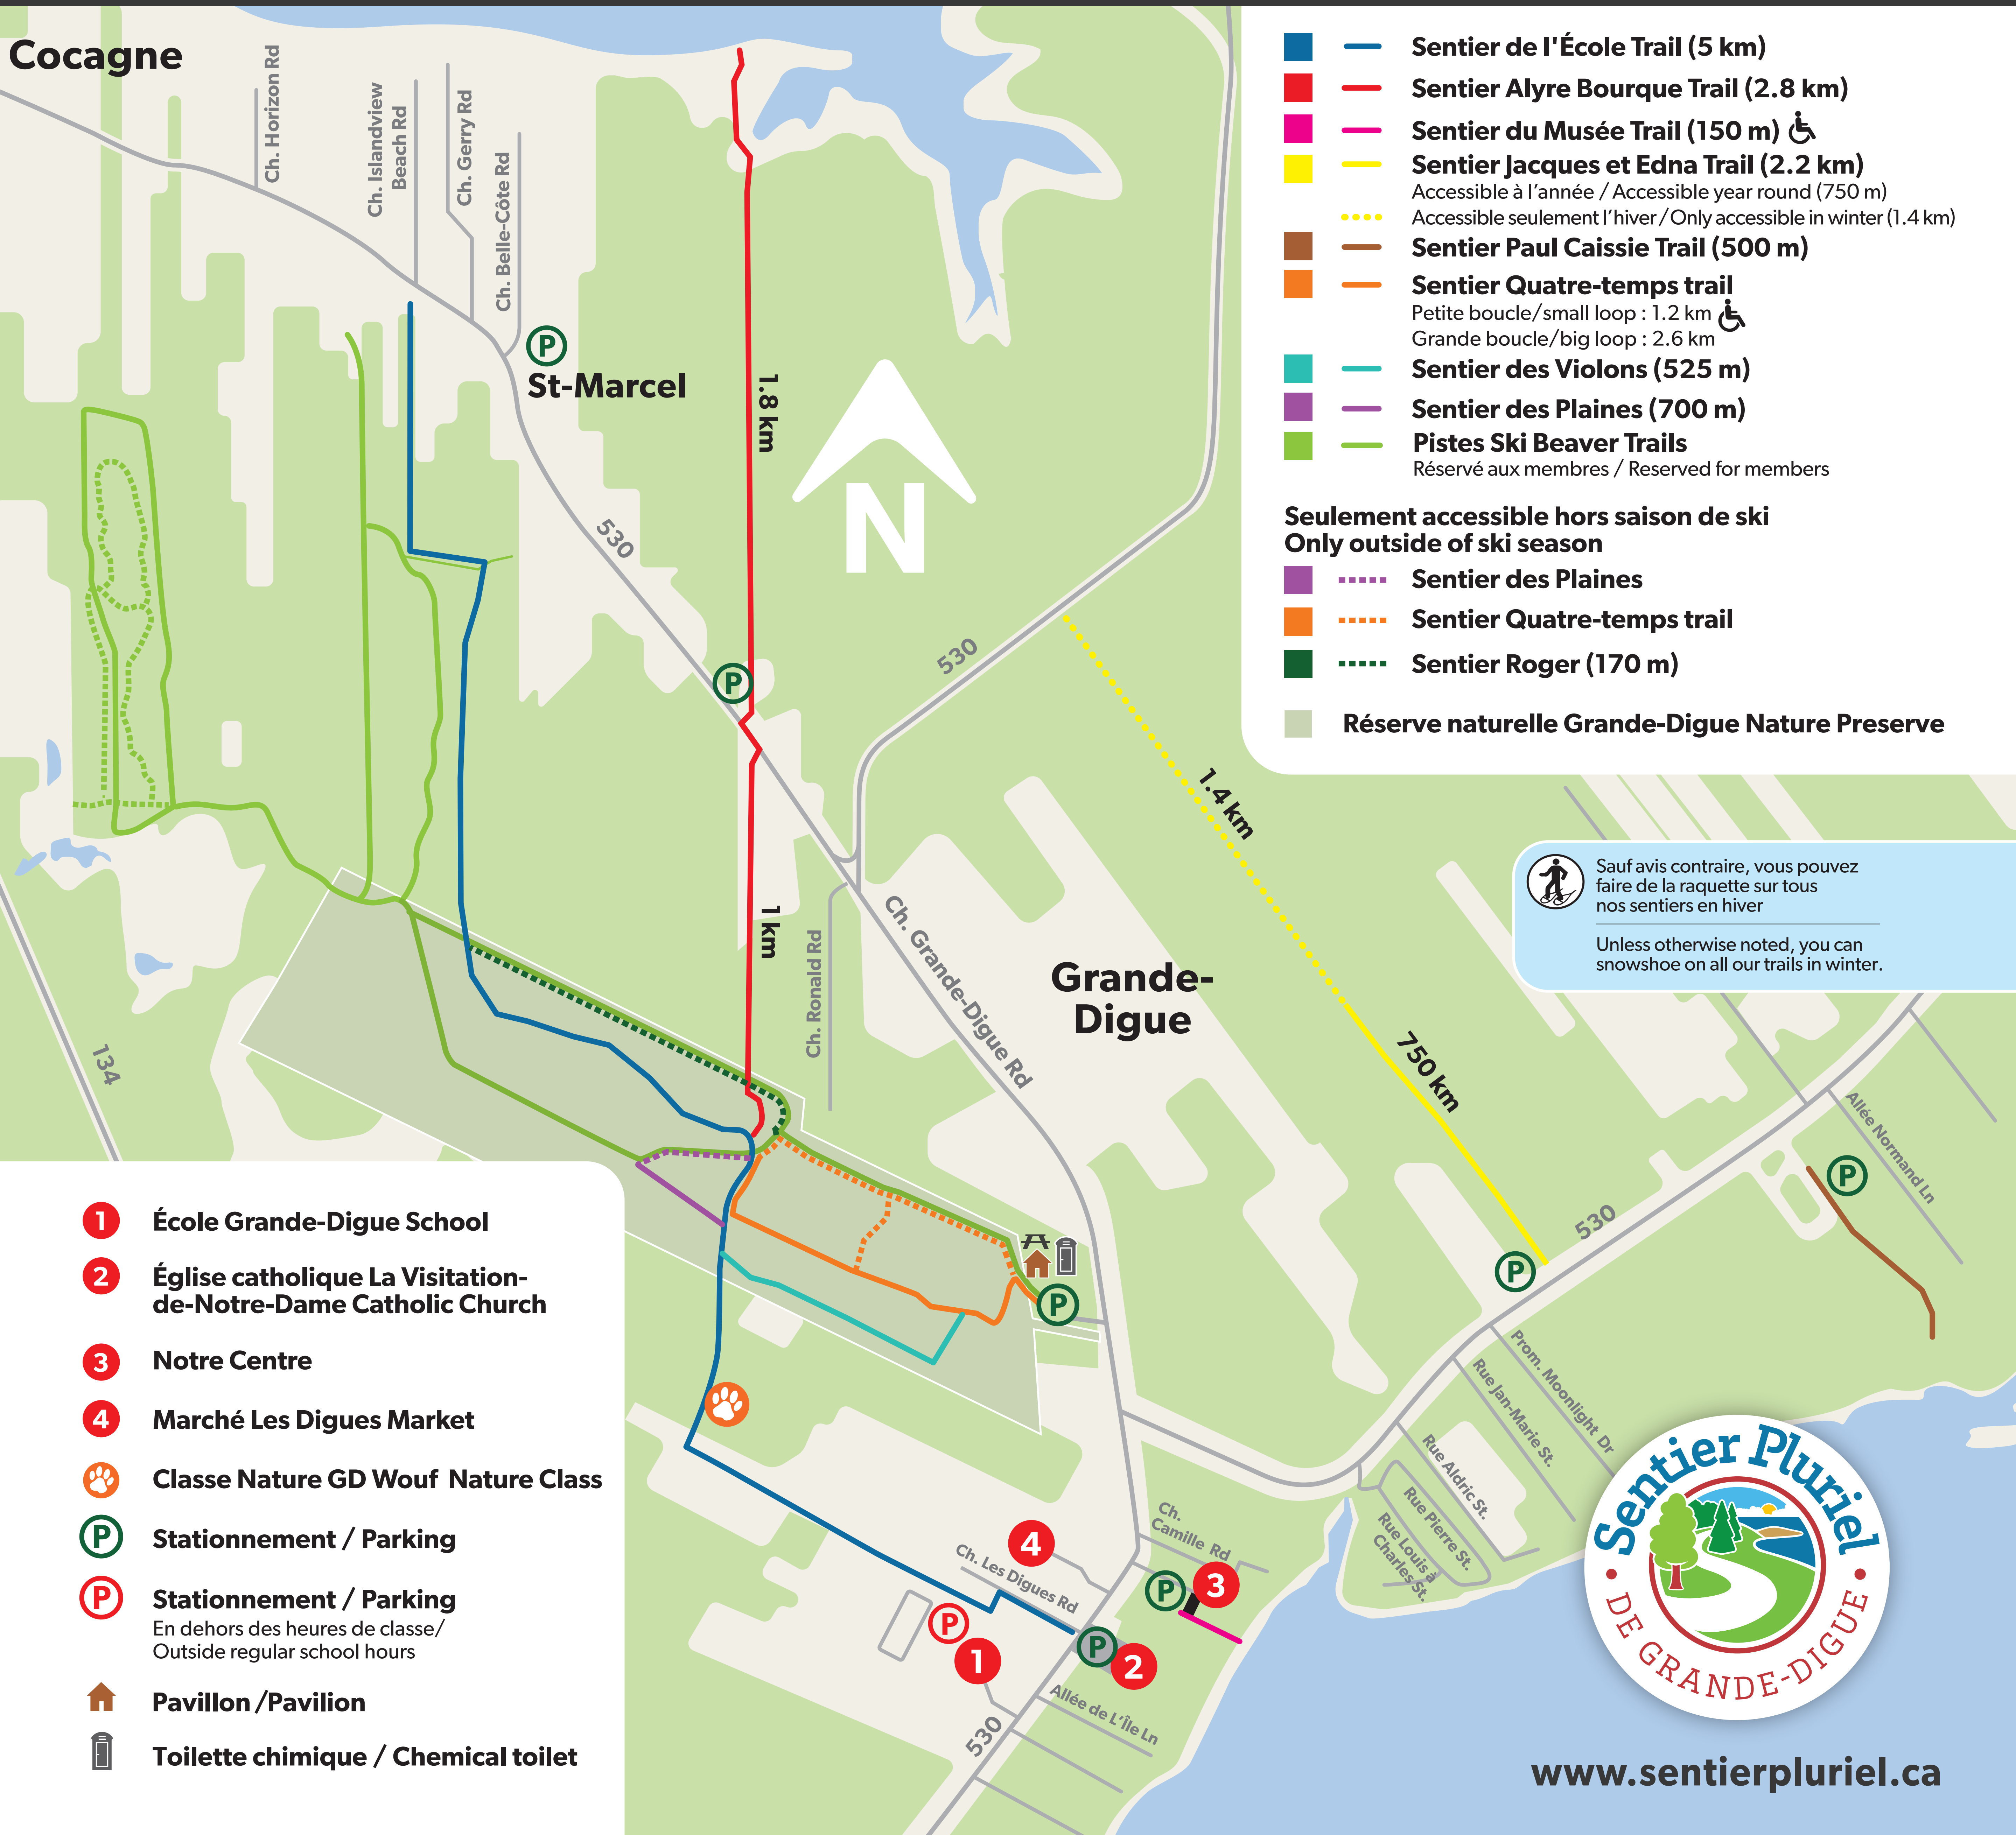 Cocagne
Ch. Horizon Rd
Ch. Islandview
Beach Rd
Ch. Gerry Rd
Ch. Belle-Côte Rd
P
St-Marcel
1.8 km
N
530
P
530
1 km
Ch. Ronald Rd
Ch. Grande-Digue Rd
Grande-
Digue
1.4 km
750 km
134
530
P
P
P
Allée Normand Ln
Prom. Moonlight Dr
Rue Jan-Marie St.
Rue Aldric St.
Rue Pierre St.
Rue Louis à
Charles St.
Ch.
Camille Rd
4
Ch. Les Digues Rd
P
3
P
1
P
2
Allée de L'Île Ln
530
Sentier de l'École Trail (5 km)
Sentier Alyre Bourque Trail (2.8 km)
Sentier du Musée Trail (150 m)
Sentier Jacques et Edna Trail (2.2 km)
Accessible à l'année / Accessible year round (750 m)
Accessible seulement l'hiver/Only accessible in winter (1.4 km)
Sentier Paul Caissie Trail (500 m)
Sentier Quatre-temps trail
Petite boucle/small loop : 1.2 km
Grande boucle/big loop : 2.6 km
Sentier des Violons (525 m)
Sentier des Plaines (700 m)
Pistes Ski Beaver Trails
Réservé aux membres / Reserved for members
Seulement accessible hors saison de ski
Only outside of ski season
Sentier des Plaines
Sentier Quatre-temps trail
Sentier Roger (170 m)
Réserve naturelle Grande-Digue Nature Preserve
Sauf avis contraire, vous pouvez
faire de la raquette sur tous
nos sentiers en hiver
Unless otherwise noted, you can
snowshoe on all our trails in winter.
1 École Grande-Digue School
2 Église catholique La Visitation-
de-Notre-Dame Catholic Church
3 Notre Centre
4 Marché Les Digues Market
Classe Nature GD Wouf Nature Class
P Stationnement / Parking
P Stationnement / Parking
En dehors des heures de classe/
Outside regular school hours
Pavillon /Pavilion
Toilette chimique / Chemical toilet
Sentier Pluriel
DE GRANDE-DIGUE
www.sentierpluriel.ca